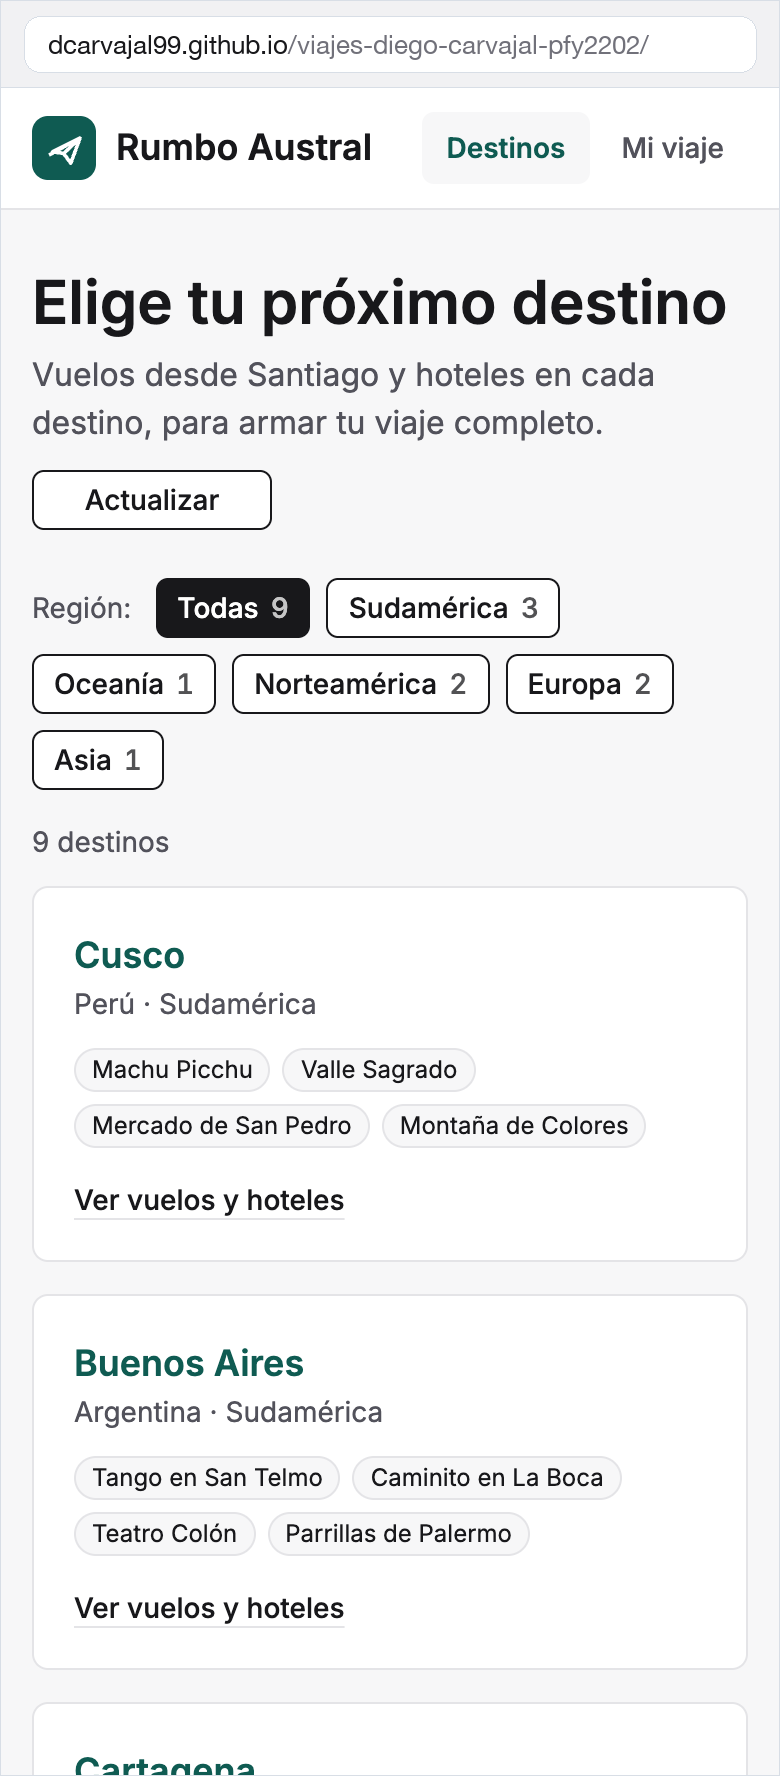 dcarvajal99.github.io/viajes-diego-carvajal-pfy2202/
Rumbo Austral Destinos Mi viaje
Elige tu próximo destino
Vuelos desde Santiago y hoteles en cada
destino, para armar tu viaje completo.
Actualizar
Región: Todas 9 Sudamérica 3
Oceanía 1 Norteamérica 2 Europa 2
Asia 1
9 destinos
Cusco
Perú · Sudamérica
Machu Picchu Valle Sagrado
Mercado de San Pedro Montaña de Colores
Ver vuelos y hoteles
Buenos Aires
Argentina · Sudamérica
Tango en San Telmo Caminito en La Boca
Teatro Colón Parrillas de Palermo
Ver vuelos y hoteles
Cartagena